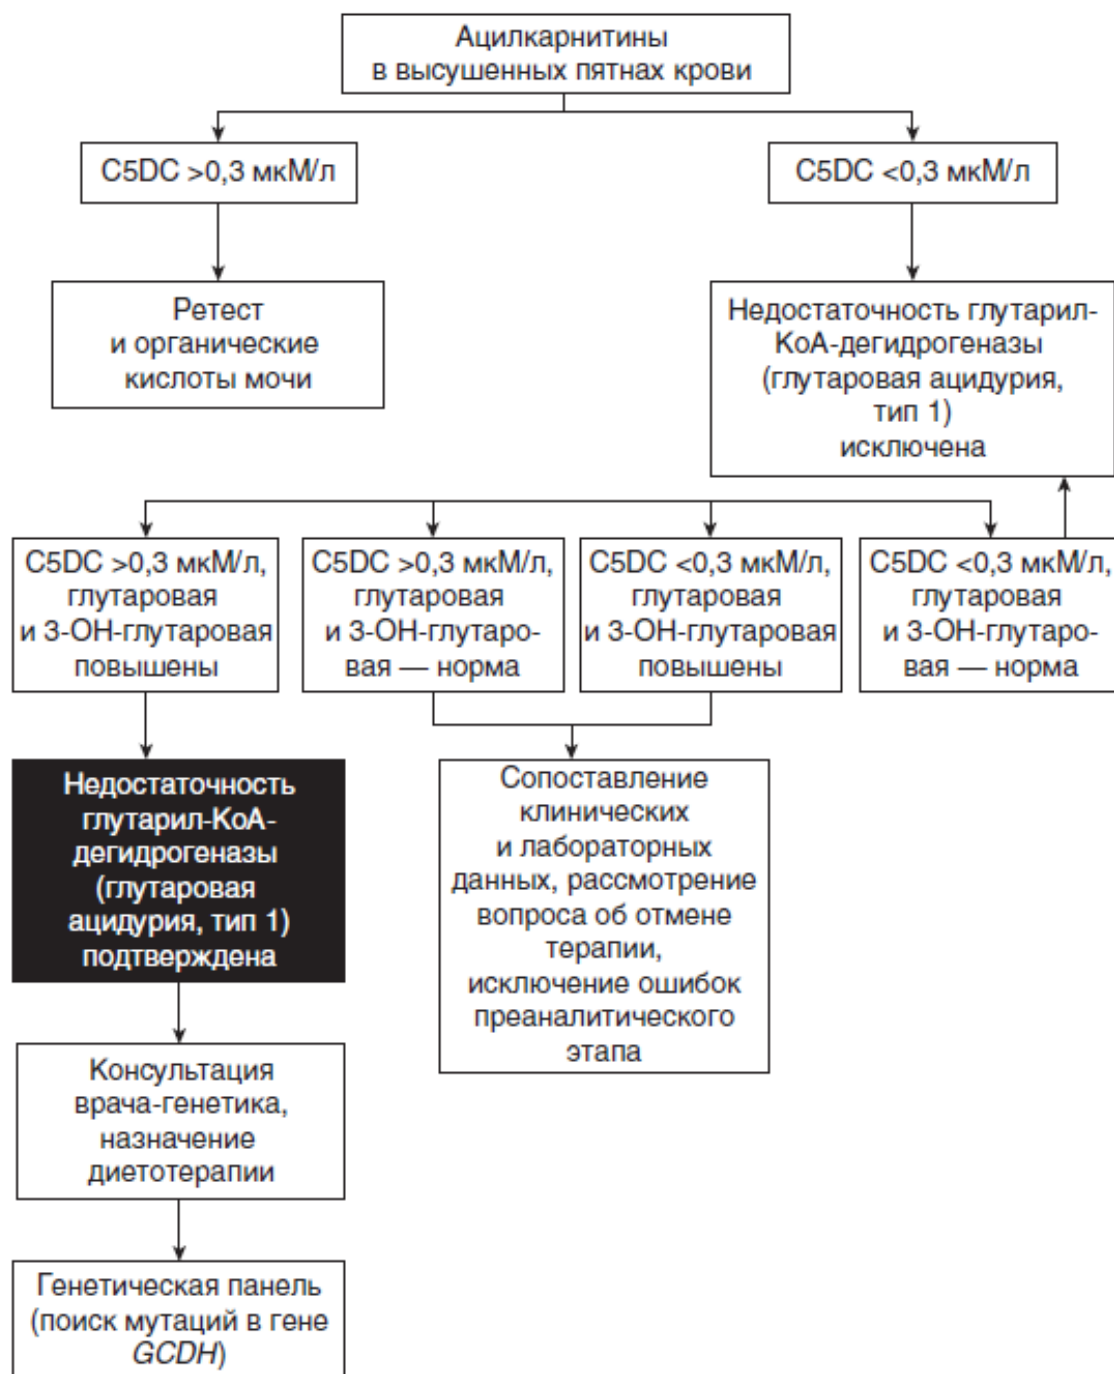 Ацилкарнитины
в высушенных пятнах крови
C5DC >0,3 мкМ/л
C5DC <0,3 мкМ/л
Ретест
и органические
кислоты мочи
Недостаточность глутарил-
КоА-дегидрогеназы
(глутаровая ацидурия,
тип 1)
исключена
C5DC >0,3 мкМ/л,
глутаровая
и 3-ОН-глутаровая
повышены
C5DC >0,3 мкМ/л,
глутаровая
и 3-ОН-глутаро-
вая — норма
C5DC <0,3 мкМ/л,
глутаровая
и 3-ОН-глутаровая
повышены
C5DC <0,3 мкМ/л,
глутаровая
и 3-ОН-глутаро-
вая — норма
Недостаточность
глутарил-КоА-
дегидрогеназы
(глутаровая
ацидурия, тип 1)
подтверждена
Сопоставление
клинических
и лабораторных
данных, рассмотрение
вопроса об отмене
терапии,
исключение ошибок
преаналитического
этапа
Консультация
врача-генетика,
назначение
диетотерапии
Генетическая панель
(поиск мутаций в гене
GCDH)